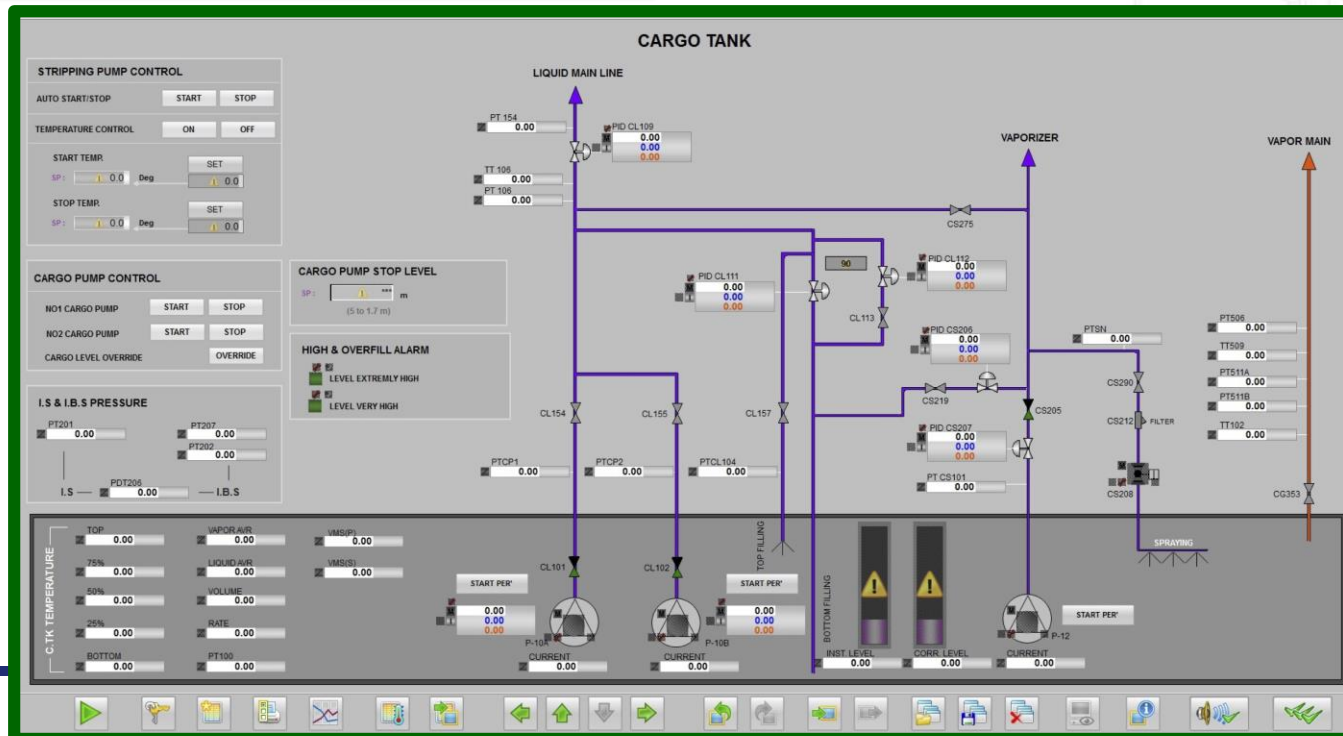 CARGO TANK
STRIPPING PUMP CONTROL
AUTO START/STOP START STOP
TEMPERATURE CONTROL ON OFF
START TEMP. SET
SP: 0.0 Deg 0.0
STOP TEMP. SET
SP: 0.0 Deg 0.0
CARGO PUMP CONTROL
NO1 CARGO PUMP START STOP
NO2 CARGO PUMP START STOP
CARGO LEVEL OVERRIDE OVERRIDE
CARGO PUMP STOP LEVEL
SP: *** m
(5 to 1.7 m)
HIGH & OVERFILL ALARM
LEVEL EXTREMLY HIGH
LEVEL VERY HIGH
I.S & I.B.S PRESSURE
PT201
0.00
PT207
0.00
PT202
0.00
PDT206
I.S 0.00 I.B.S
LIQUID MAIN LINE
PT 154
0.00
PID CL109
M 0.00
I 0.00
0.00
TT 106
0.00
PT 106
0.00
VAPORIZER
VAPOR MAIN
CS275
90
PID CL111
M 0.00
I 0.00
0.00
PID CL112
M 0.00
I 0.00
0.00
CL113
PID CS206
M 0.00
I 0.00
0.00
CS219
CS205
PID CS207
M 0.00
I 0.00
0.00
PT CS101
0.00
PTSN
0.00
CS290
CS212 FILTER
M
CS208
SPRAYING
PT506
0.00
TT509
0.00
PT511A
0.00
PT511B
0.00
TT102
0.00
CG353
CL154
CL155
CL157
PTCP1
0.00
PTCP2
0.00
PTCL104
0.00
C.TK TEMPERATURE
TOP
0.00
75%
0.00
50%
0.00
25%
0.00
BOTTOM
0.00
VAPOR AVR
0.00
LIQUID AVR
0.00
VOLUME
0.00
RATE
0.00
PT100
0.00
VMS(P)
0.00
VMS(S)
0.00
CL101
START PER'
M 0.00
I 0.00
0.00
M
P-10A
CURRENT
0.00
CL102
START PER'
M 0.00
I 0.00
0.00
M
P-10B
CURRENT
0.00
TOP FILLING
BOTTOM FILLING
INST. LEVEL
0.00
CORR. LEVEL
0.00
M
START PER'
P-12
CURRENT
0.00